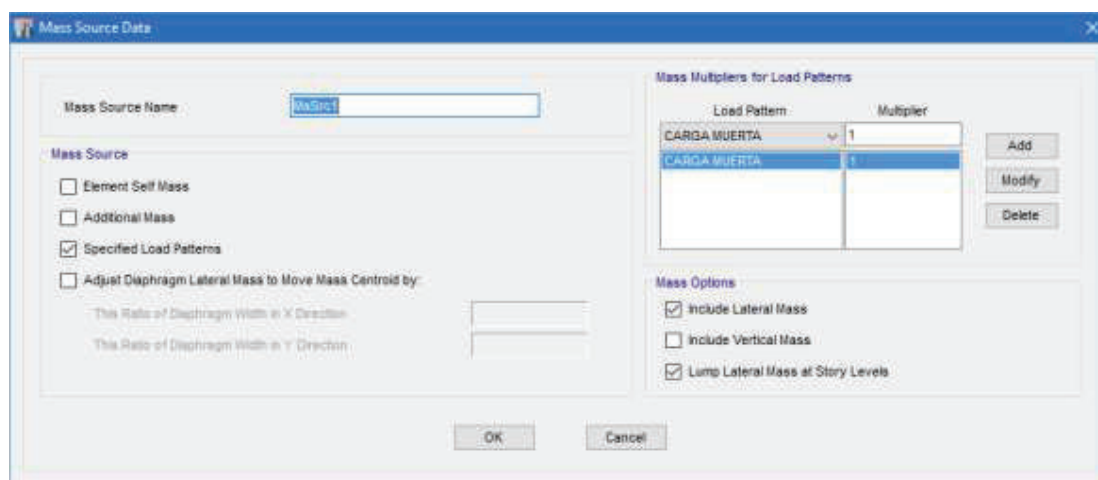 Mass Source Data
Mass Source Name
MsSrc1
Mass Source
Element Self Mass
Additional Mass
Specified Load Patterns
Adjust Diaphragm Lateral Mass to Move Mass Centroid by:
This Ratio of Diaphragm Width in X Direction
This Ratio of Diaphragm Width in Y Direction
Mass Multipliers for Load Patterns
Load Pattern Multiplier
CARGA MUERTA 1
CARGA MUERTA 1
Add
Modify
Delete
Mass Options
Include Lateral Mass
Include Vertical Mass
Lump Lateral Mass at Story Levels
OK Cancel